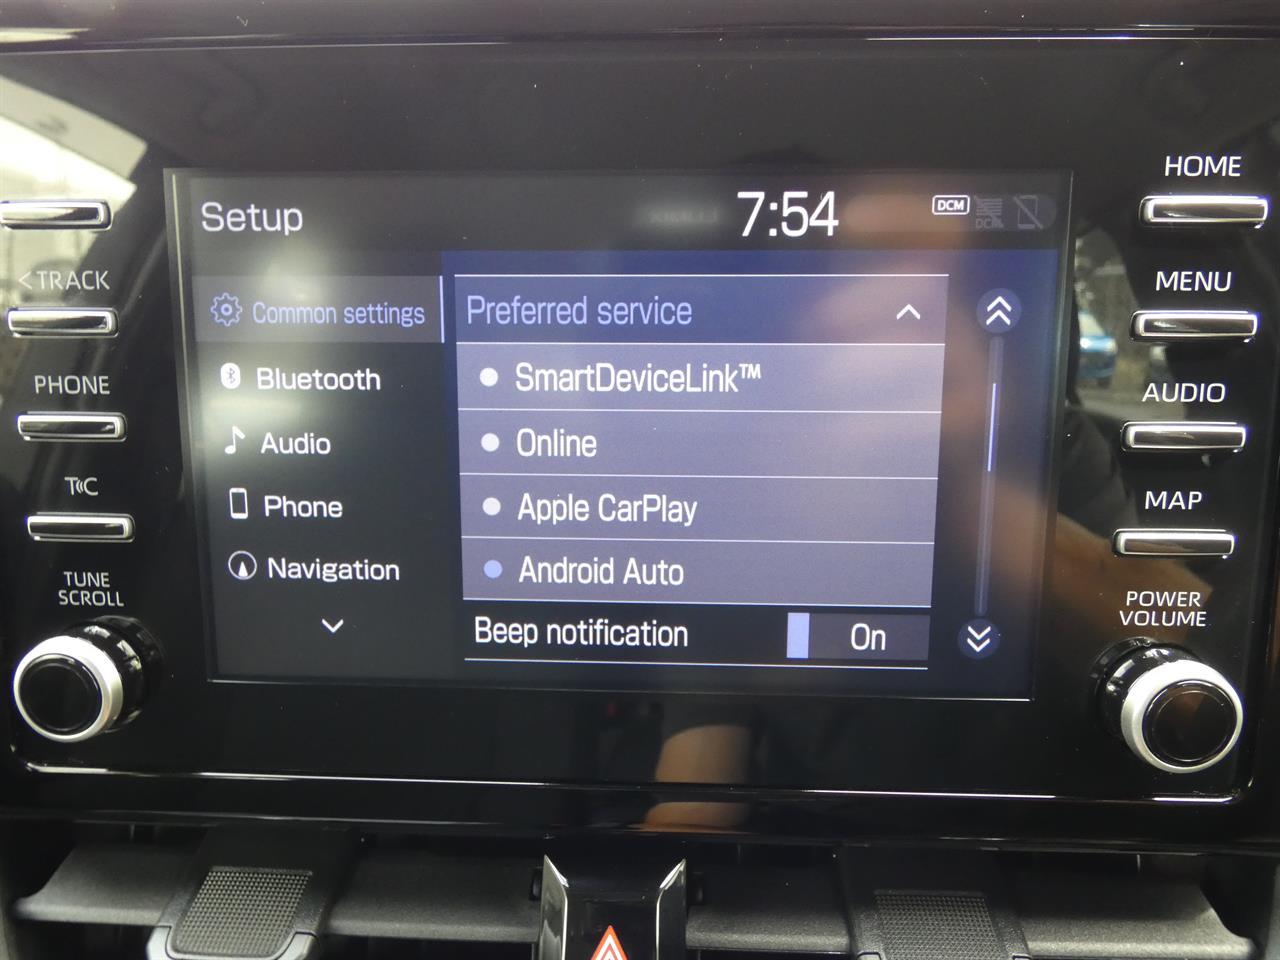 Setup
7:54
DCM
DCM
Common settings
Bluetooth
Audio
Phone
Navigation
Preferred service
SmartDeviceLink™
Online
Apple CarPlay
Android Auto
Beep notification
On
<TRACK
PHONE
T«C
TUNE
SCROLL
HOME
MENU
AUDIO
MAP
POWER
VOLUME